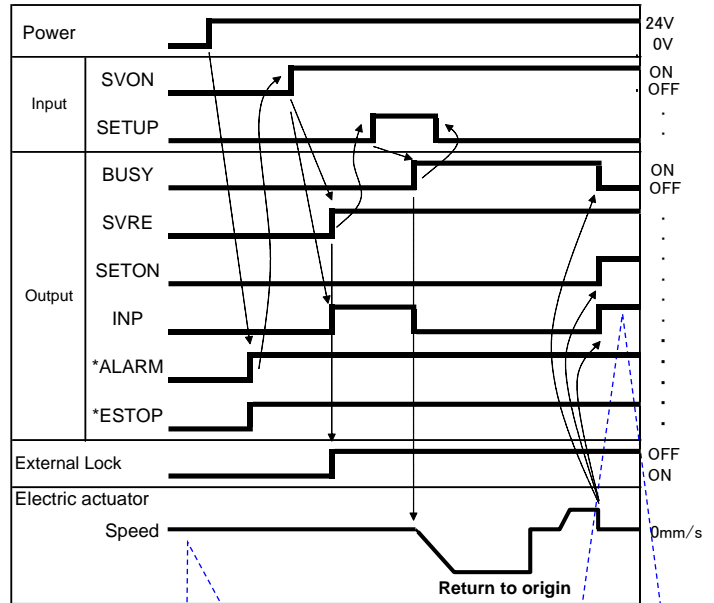 Power
24V
0V
Input
SVON
ON
OFF
SETUP
Output
BUSY
ON
OFF
SVRE
SETON
INP
*ALARM
*ESTOP
External Lock
OFF
ON
Electric actuator
Speed
0mm/s
Return to origin